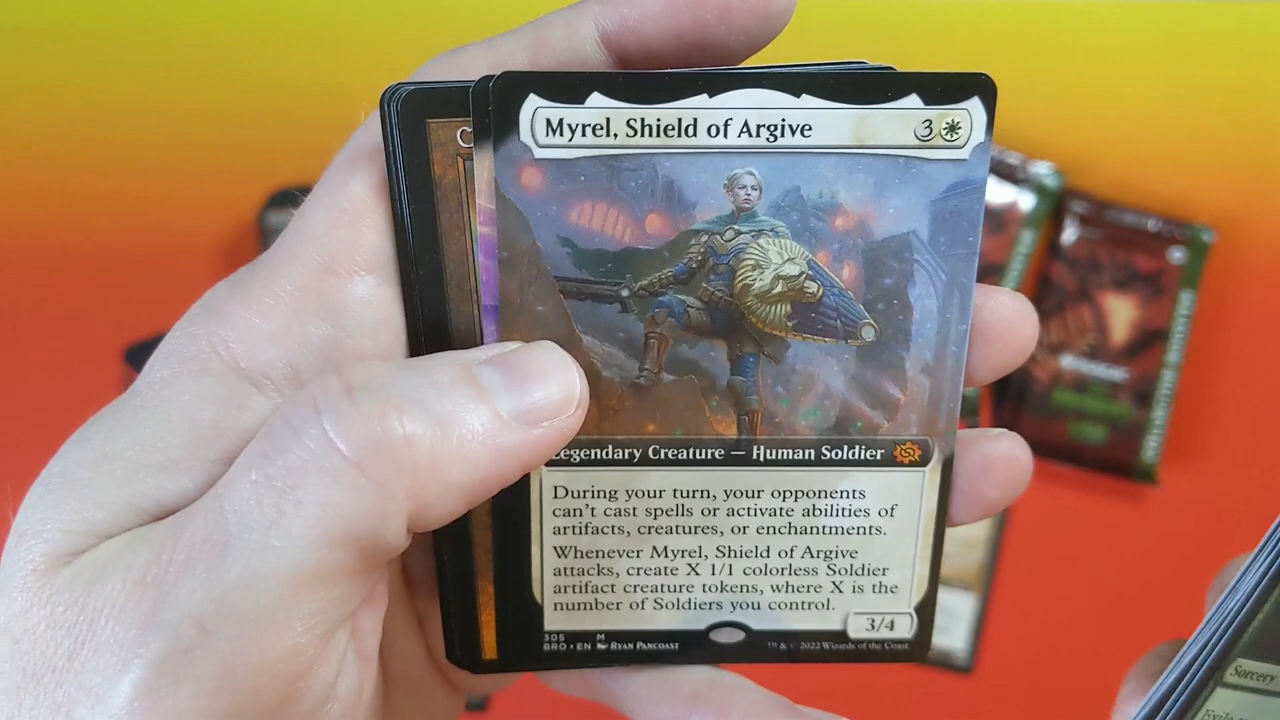 Myrel, Shield of Argive
3
Legendary Creature — Human Soldier
During your turn, your opponents
can't cast spells or activate abilities of
artifacts, creatures, or enchantments.
Whenever Myrel, Shield of Argive
attacks, create X 1/1 colorless Soldier
artifact creature tokens, where X is the
number of Soldiers you control.
3/4
305 M
BRO • EN Ryan Pancoast
™ & © 2022 Wizards of the Coast
Sorcery